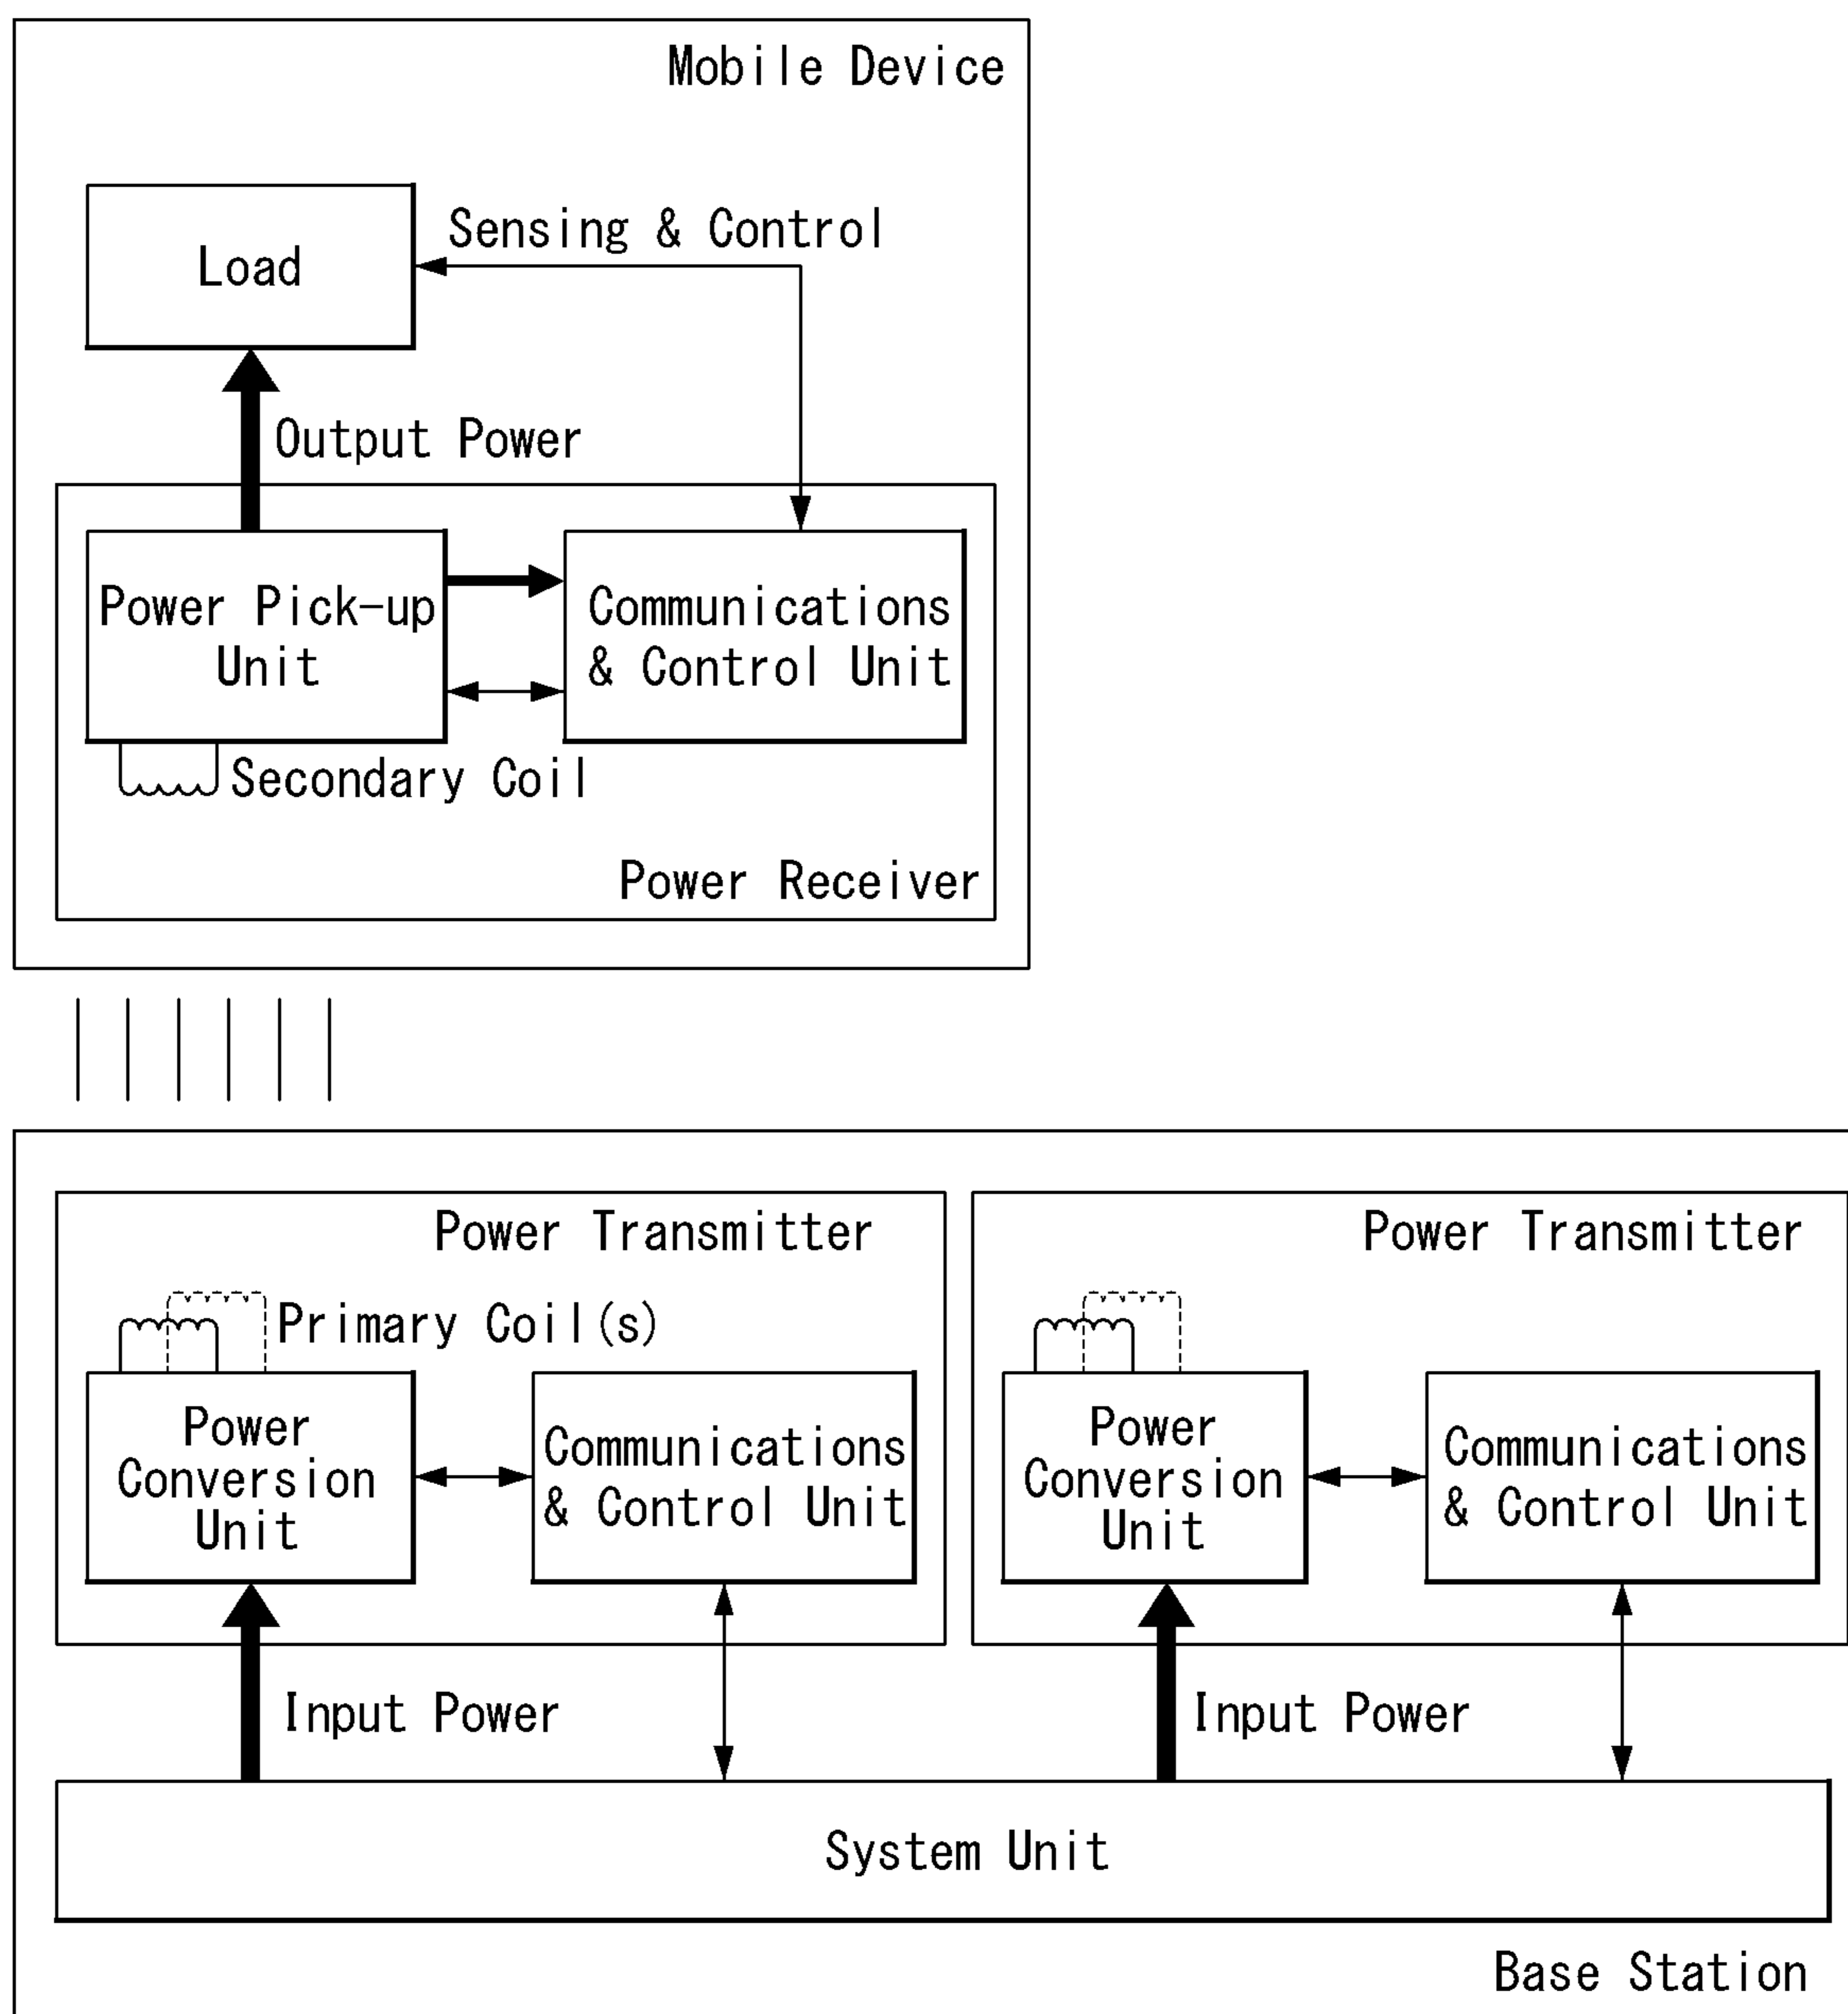 Mobile Device
Load
Sensing & Control
Output Power
Power Pick-up
Unit
Communications
& Control Unit
Secondary Coil
Power Receiver
Power Transmitter
Primary Coil(s)
Power
Conversion
Unit
Communications
& Control Unit
Input Power
Power Transmitter
Power
Conversion
Unit
Communications
& Control Unit
Input Power
System Unit
Base Station